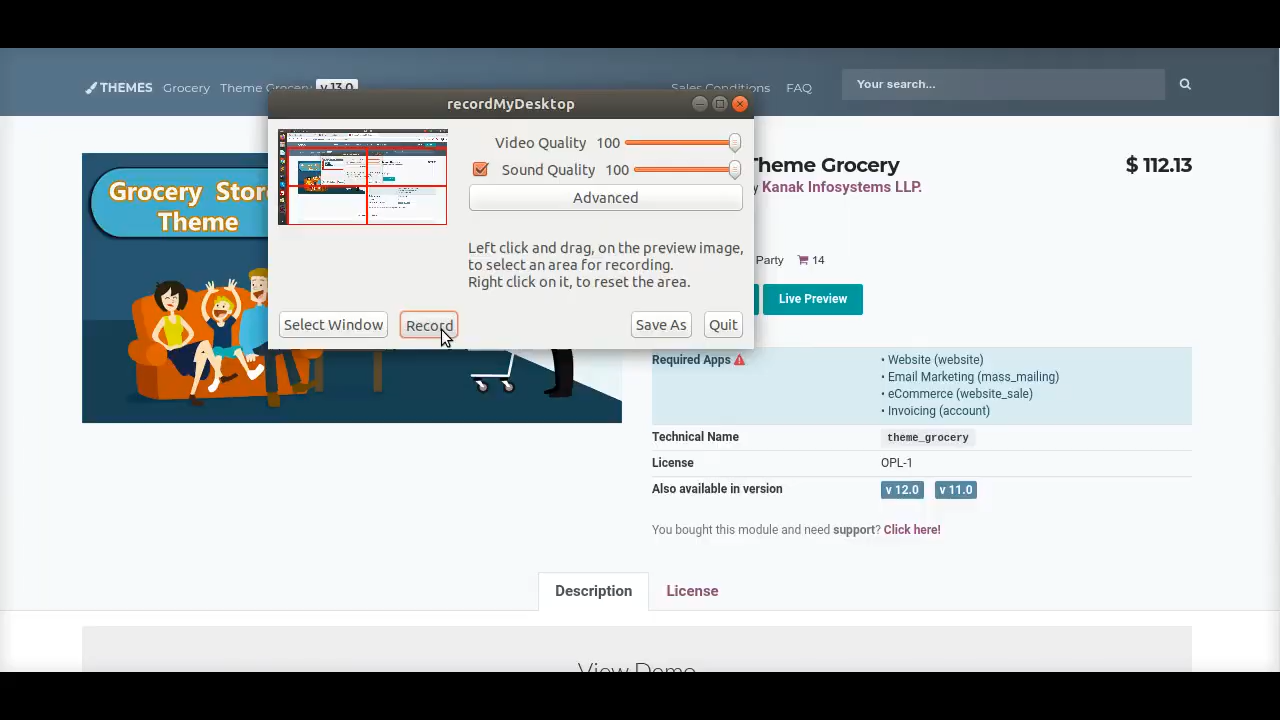 THEMES Grocery Theme Grocery v 13.0 Sales Conditions FAQ Your search...
recordMyDesktop
Video Quality 100
Sound Quality 100
Advanced
Left click and drag, on the preview image,
to select an area for recording.
Right click on it, to reset the area.
Select Window Record Save As Quit
Grocery Store
Theme
Theme Grocery $ 112.13
Kanak Infosystems LLP.
Party 14
Live Preview
Required Apps • Website (website)
• Email Marketing (mass_mailing)
• eCommerce (website_sale)
• Invoicing (account)
Technical Name theme_grocery
License OPL-1
Also available in version v 12.0 v 11.0
You bought this module and need support? Click here!
Description License
View Demo